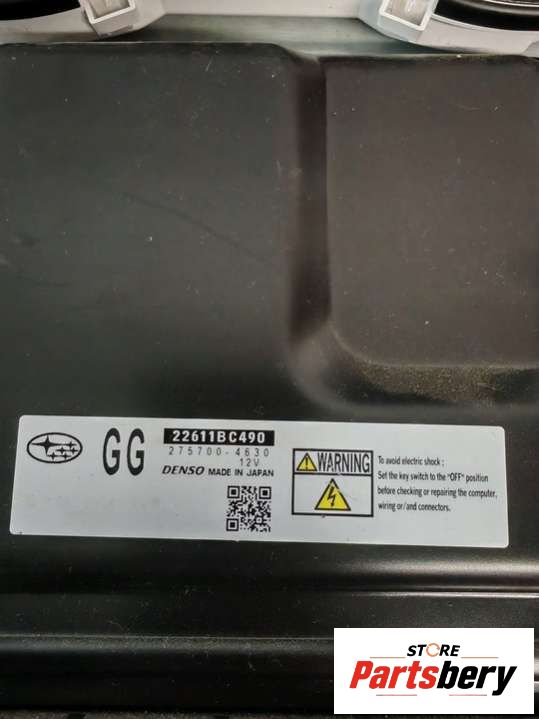 GG
22611BC490
275700-4630
12V
DENSO MADE IN JAPAN
WARNING
To avoid electric shock :
Set the key switch to the "OFF" position
before checking or repairing the computer,
wiring or/and connectors.
STORE
Partsbery